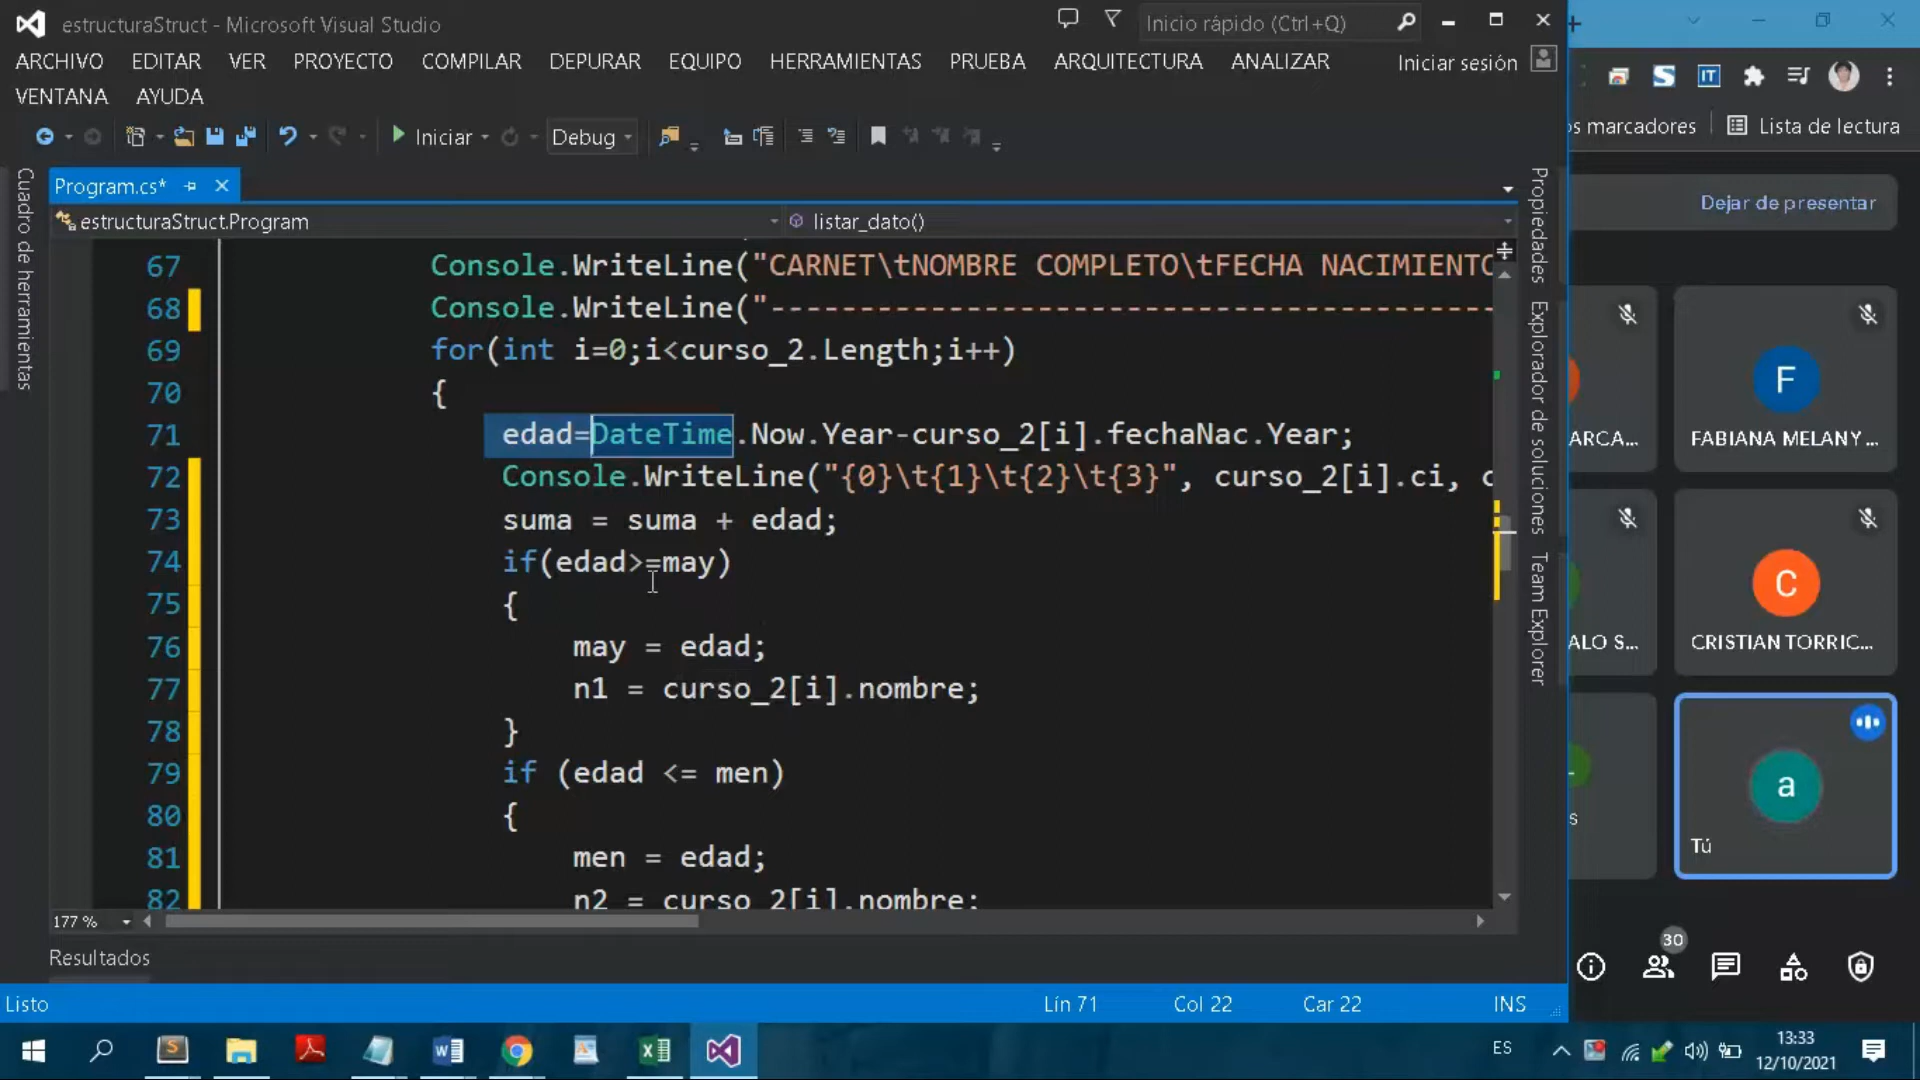 estructuraStruct - Microsoft Visual Studio
Inicio rápido (Ctrl+Q)
ARCHIVO EDITAR VER PROYECTO COMPILAR DEPURAR EQUIPO HERRAMIENTAS PRUEBA ARQUITECTURA ANALIZAR
Iniciar sesión
VENTANA AYUDA
Iniciar
Debug
Program.cs*
estructuraStruct.Program
listar_dato()
Cuadro de herramientas
67 Console.WriteLine("CARNET\tNOMBRE COMPLETO\tFECHA NACIMIENTO
68 Console.WriteLine("-----------------------------------------
69 for(int i=0;i<curso_2.Length;i++)
70 {
71 edad=DateTime.Now.Year-curso_2[i].fechaNac.Year;
72 Console.WriteLine("{0}\t{1}\t{2}\t{3}", curso_2[i].ci, c
73 suma = suma + edad;
74 if(edad>=may)
75 {
76 may = edad;
77 n1 = curso_2[i].nombre;
78 }
79 if (edad <= men)
80 {
81 men = edad;
82 n2 = curso_2[i].nombre;
177 %
Resultados
Listo
Lín 71
Col 22
Car 22
INS
Propiedades
Explorador de soluciones
Team Explorer
IT
os marcadores
Lista de lectura
Dejar de presentar
ARCA...
F
FABIANA MELANY ...
ALO S...
C
CRISTIAN TORRIC...
s
a
Tú
30
ES
13:33
12/10/2021